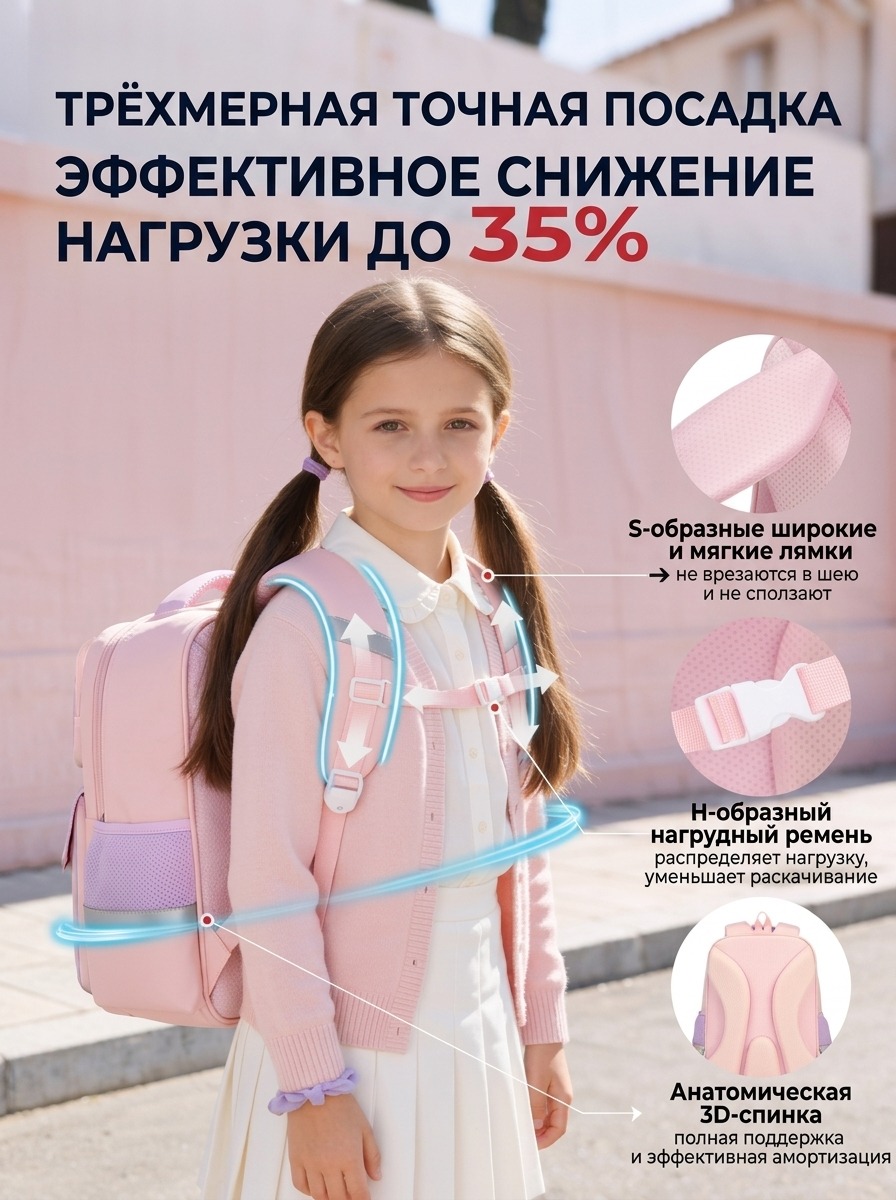 ТРЁХМЕРНАЯ ТОЧНАЯ ПОСАДКА
ЭФФЕКТИВНОЕ СНИЖЕНИЕ
НАГРУЗКИ ДО 35%
S-образные широкие
и мягкие лямки
не врезаются в шею
и не сползают
Н-образный
нагрудный ремень
распределяет нагрузку,
уменьшает раскачивание
Анатомическая
3D-спинка
полная поддержка
и эффективная амортизация